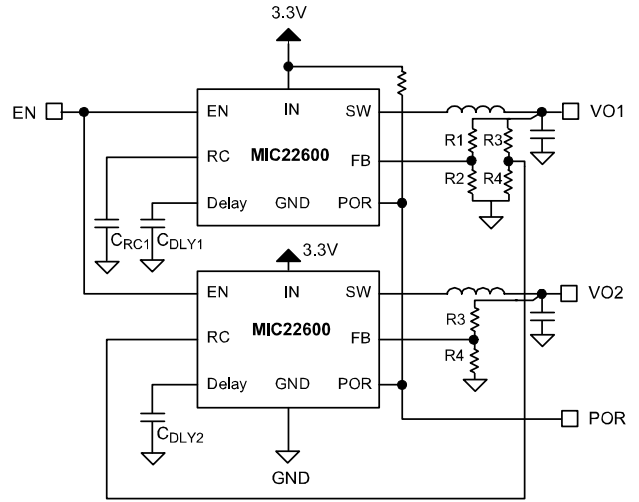 3.3V
EN
EN
IN
SW
VO1
R1
R3
RC
MIC22600
FB
R2
R4
Delay
GND
POR
CRC1
CDLY1
3.3V
EN
IN
SW
VO2
MIC22600
R3
RC
FB
R4
Delay
GND
POR
CDLY2
POR
GND